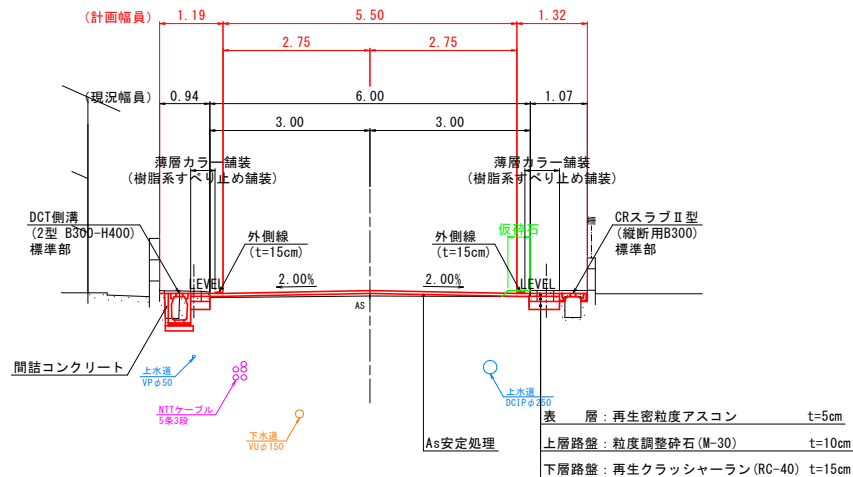 (計画幅員)
1.19
5.50
1.32
2.75
2.75
(現況幅員)
0.94
6.00
1.07
3.00
3.00
薄層カラー舗装
(樹脂系すべり止め舗装)
薄層カラー舗装
(樹脂系すべり止め舗装)
DCT側溝
(2型 B300-H400)
標準部
外側線
(t=15cm)
外側線
(t=15cm)
仮砕石
柵
CRスラブⅡ型
(縦断用B300)
標準部
LEVEL
2.00%
2.00%
LEVEL
AS
間詰コンクリート
上水道
VPφ50
NTTケーブル
5条3段
下水道
VUφ150
上水道
DCIPφ250
As安定処理
表　　層：再生密粒度アスコン t=5cm
上層路盤：粒度調整砕石(M-30) t=10cm
下層路盤：再生クラッシャーラン(RC-40) t=15cm